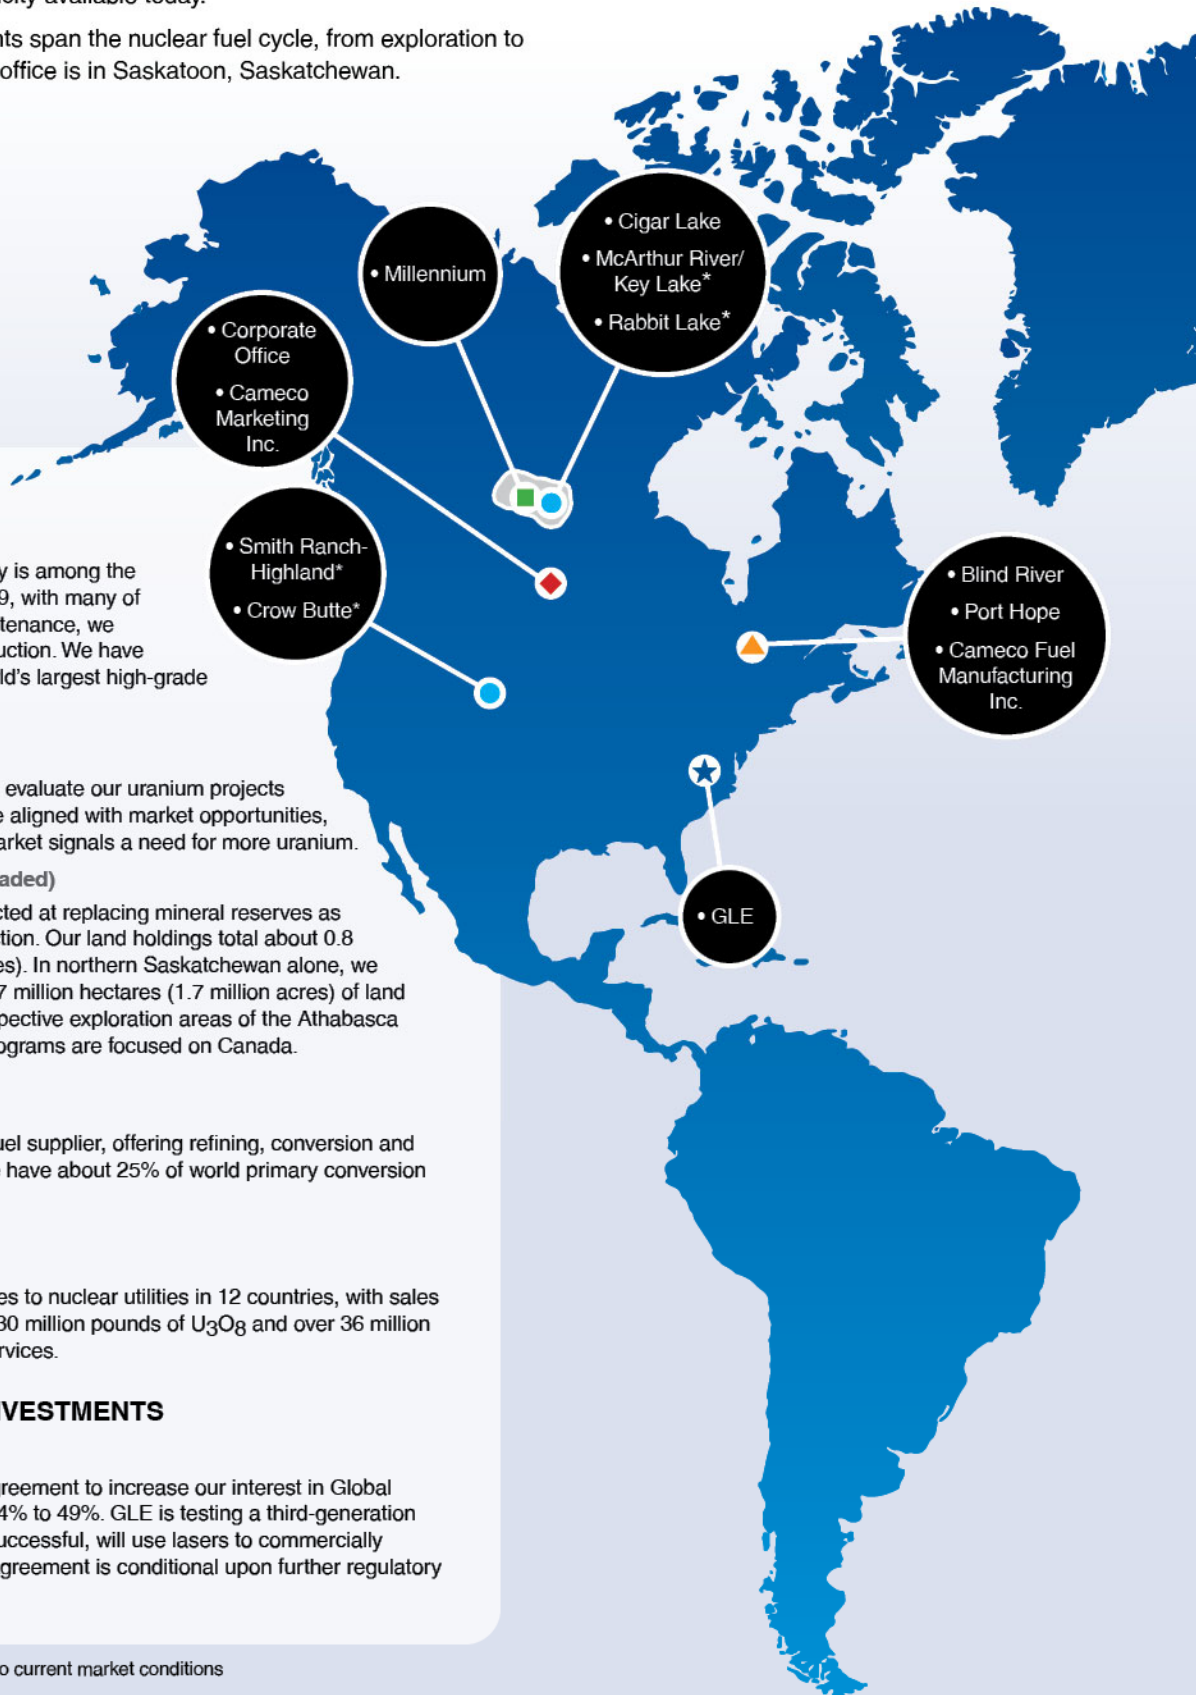 city available today.
nts span the nuclear fuel cycle, from exploration to
office is in Saskatoon, Saskatchewan.
• Cigar Lake
• McArthur River/
Key Lake*
• Rabbit Lake*
• Millennium
• Corporate
Office
• Cameco
Marketing
Inc.
• Smith Ranch-
Highland*
• Crow Butte*
• Blind River
• Port Hope
• Cameco Fuel
Manufacturing
Inc.
• GLE
y is among the
9, with many of
tenance, we
uction. We have
ld's largest high-grade
evaluate our uranium projects
e aligned with market opportunities,
arket signals a need for more uranium.
aded)
cted at replacing mineral reserves as
tion. Our land holdings total about 0.8
es). In northern Saskatchewan alone, we
7 million hectares (1.7 million acres) of land
spective exploration areas of the Athabasca
ograms are focused on Canada.
uel supplier, offering refining, conversion and
e have about 25% of world primary conversion
es to nuclear utilities in 12 countries, with sales
30 million pounds of U3O8 and over 36 million
rvices.
NVESTMENTS
greement to increase our interest in Global
4% to 49%. GLE is testing a third-generation
uccessful, will use lasers to commercially
greement is conditional upon further regulatory
o current market conditions